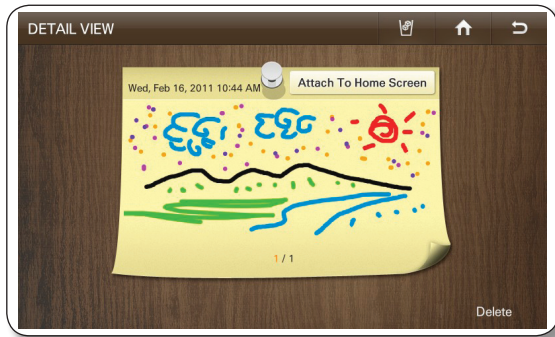 DETAIL VIEW
Wed, Feb 16, 2011 10:44 AM
Attach To Home Screen
1 / 1
Delete